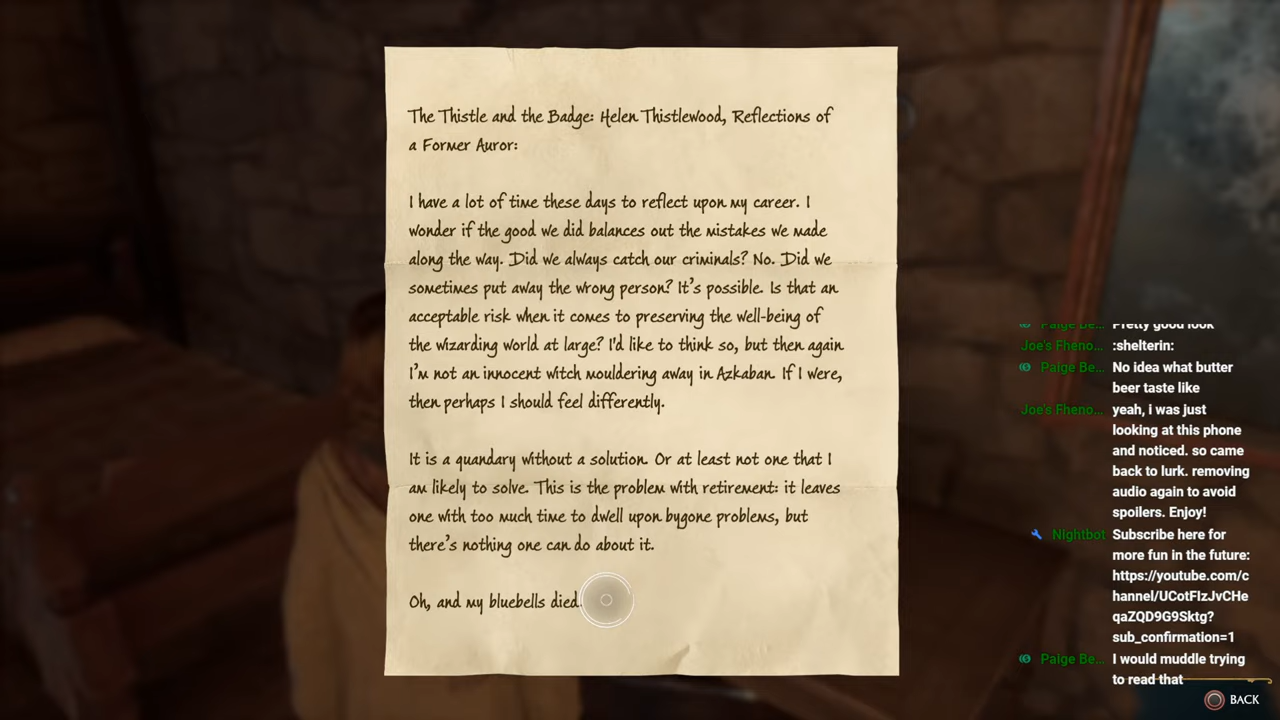 The Thistle and the Badge: Helen Thistlewood, Reflections of
a Former Auror:
I have a lot of time these days to reflect upon my career. I
wonder if the good we did balances out the mistakes we made
along the way. Did we always catch our criminals? No. Did we
sometimes put away the wrong person? It's possible. Is that an
acceptable risk when it comes to preserving the well-being of
the wizarding world at large? I'd like to think so, but then again
I'm not an innocent witch mouldering away in Azkaban. If I were,
then perhaps I should feel differently.
It is a quandary without a solution. Or at least not one that I
am likely to solve. This is the problem with retirement: it leaves
one with too much time to dwell upon bygone problems, but
there's nothing one can do about it.
Oh, and my bluebells died.
Paige Be... Pretty good look
Joe's Fheno... :shelterin:
Paige Be... No idea what butter
beer taste like
Joe's Fheno... yeah, i was just
looking at this phone
and noticed. so came
back to lurk. removing
audio again to avoid
spoilers. Enjoy!
Nightbot Subscribe here for
more fun in the future:
https://youtube.com/c
hannel/UCotFIzJvCHe
qaZQD9G9Sktg?
sub_confirmation=1
Paige Be... I would muddle trying
to read that
BACK